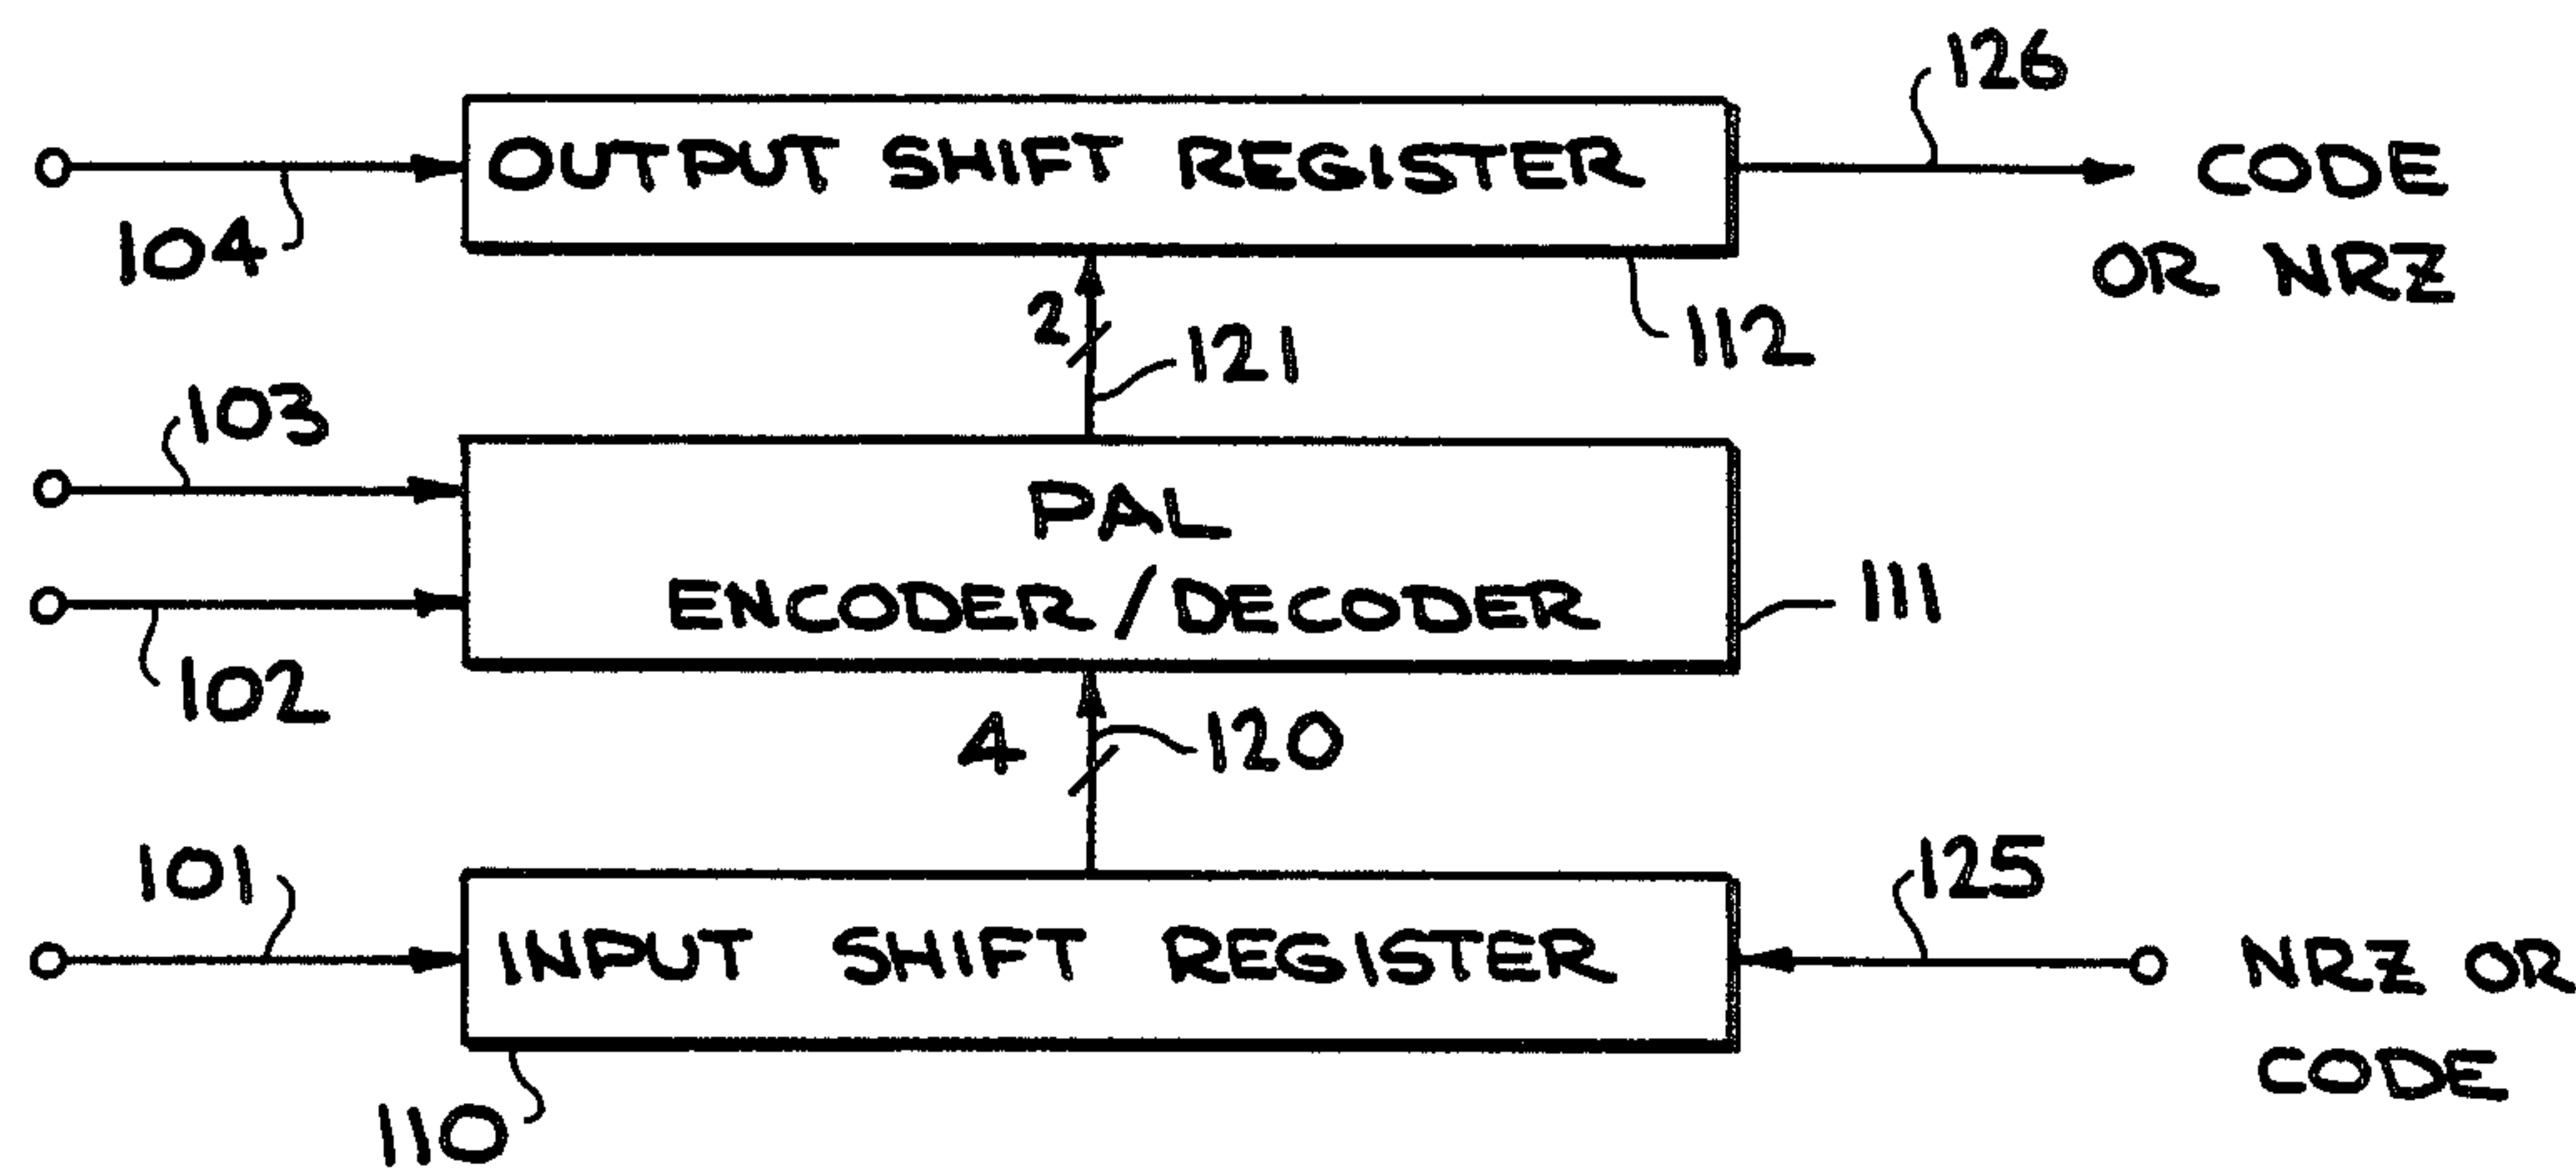 126
OUTPUT SHIFT REGISTER
CODE
OR NRZ
104
2
121
112
103
PAL
ENCODER/DECODER
111
102
4
120
101
125
INPUT SHIFT REGISTER
NRZ OR
CODE
110